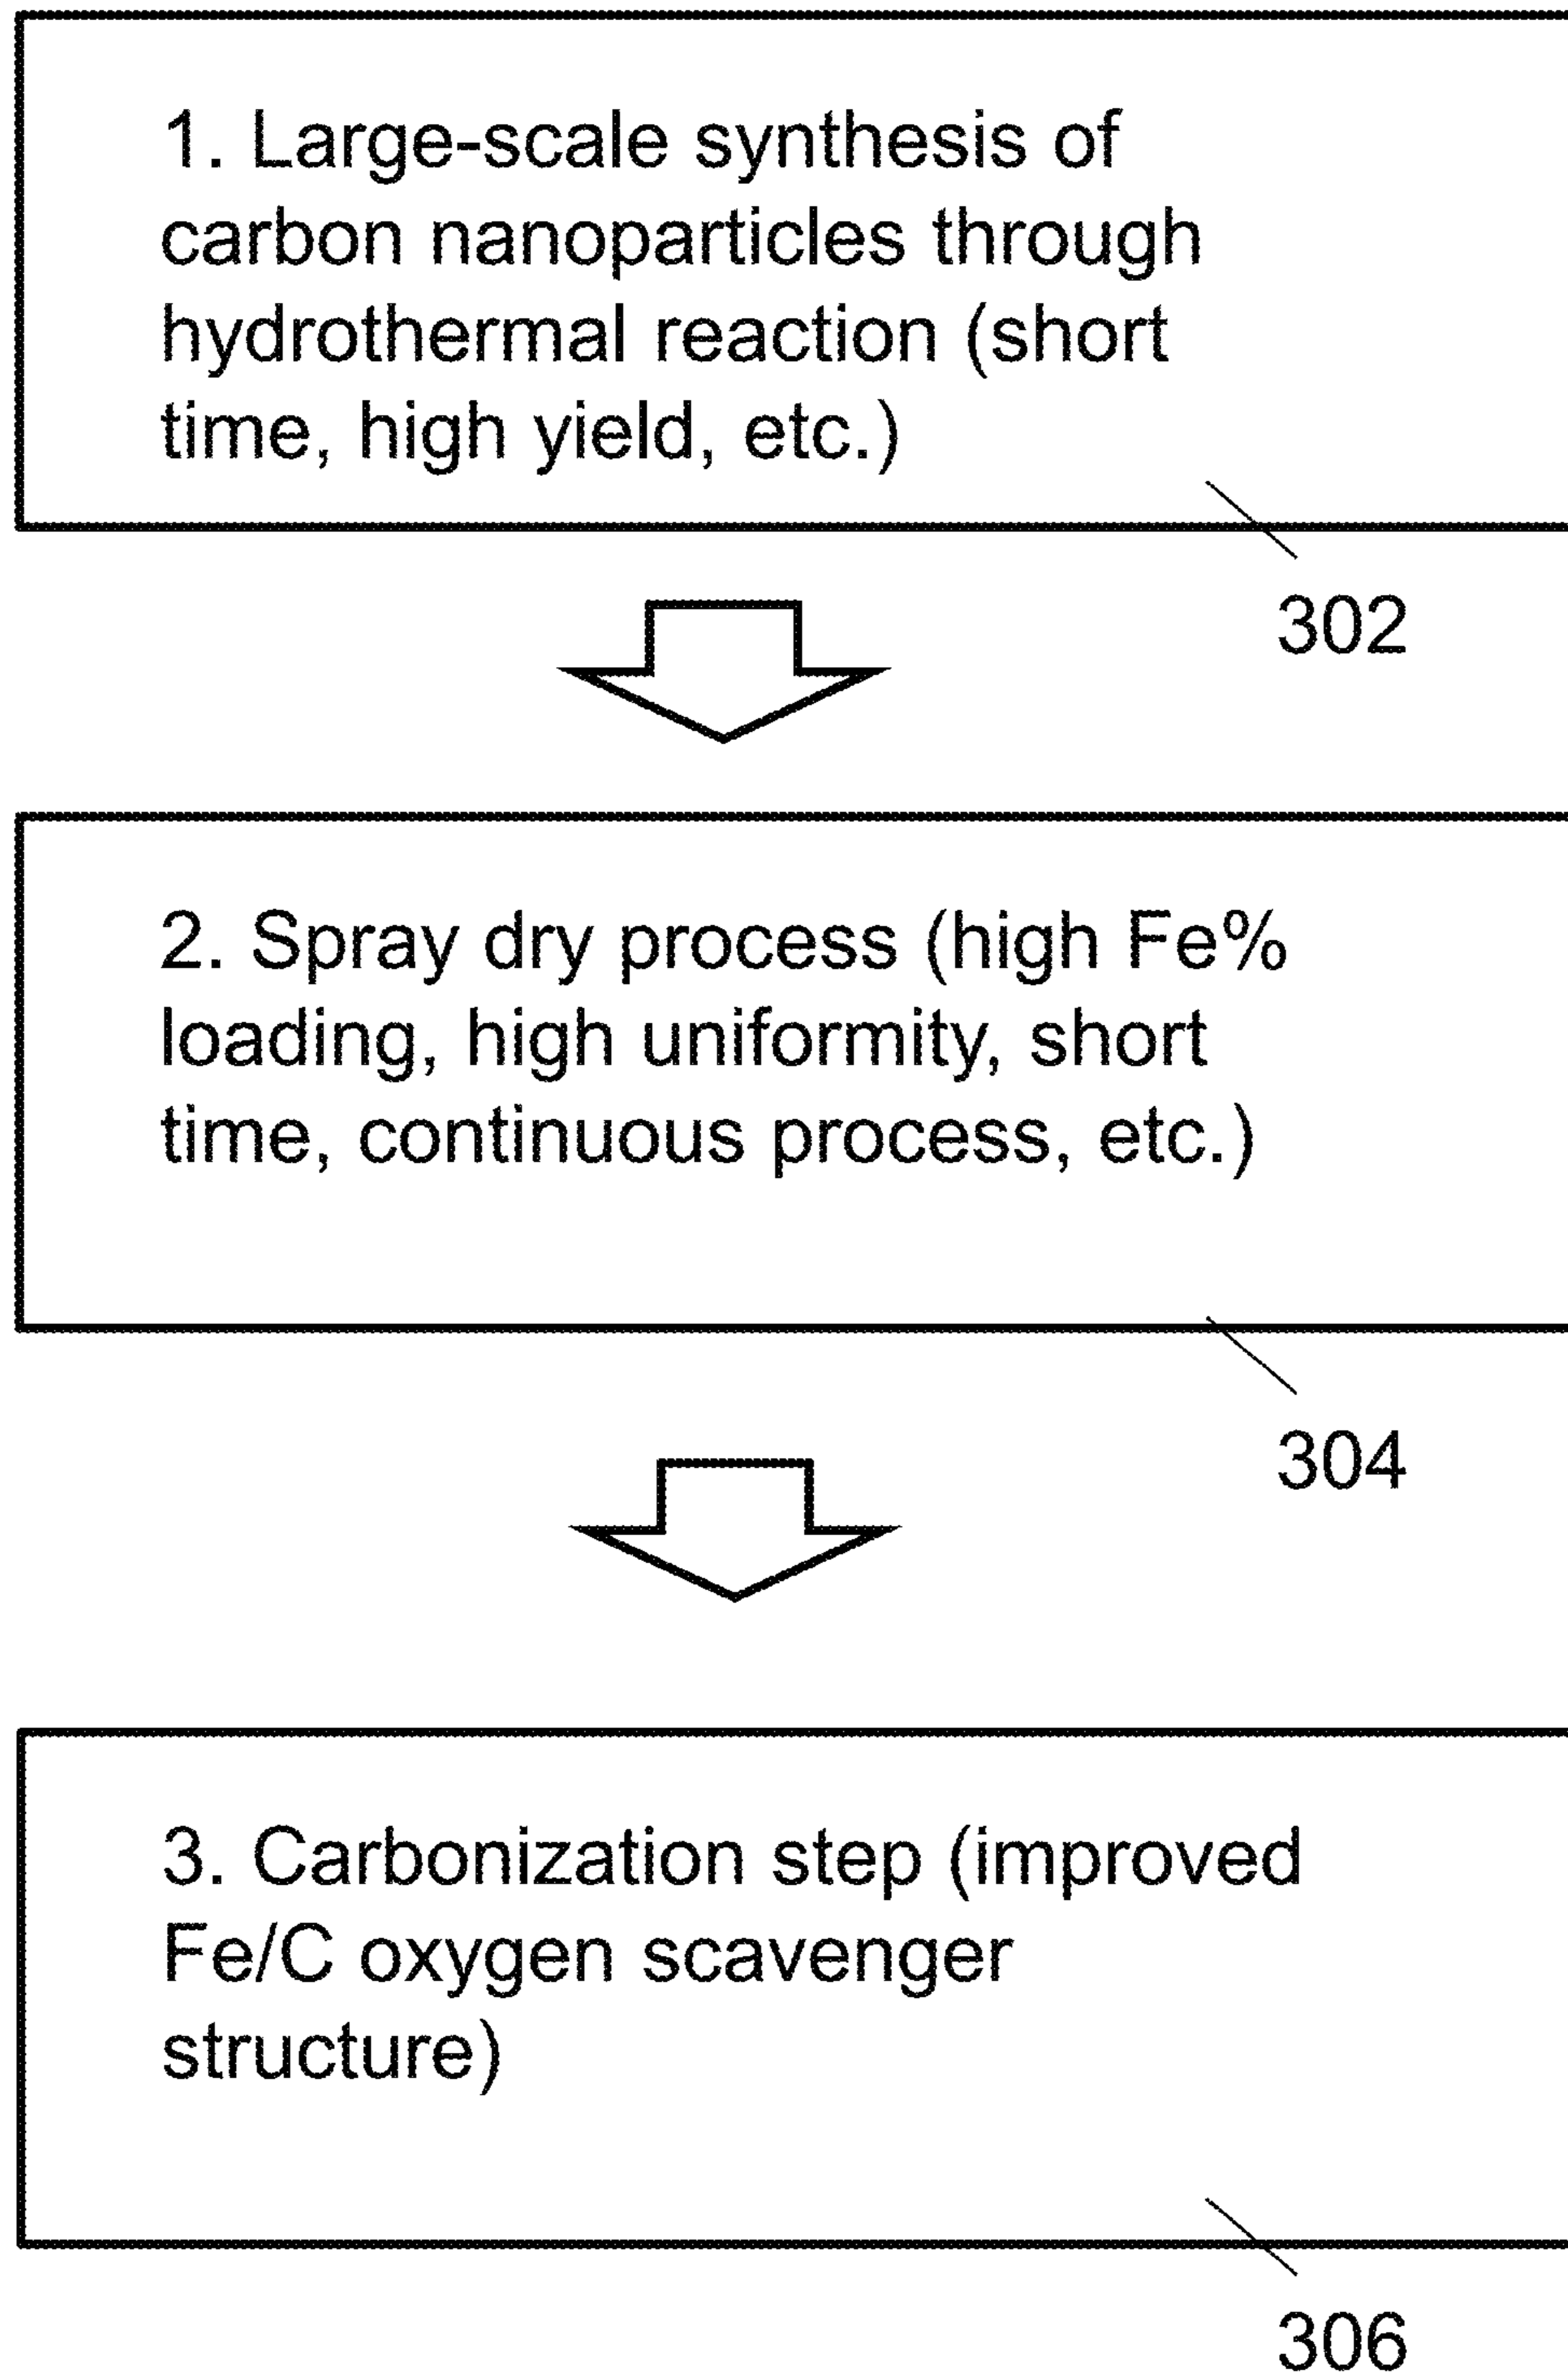 1. Large-scale synthesis of
carbon nanoparticles through
hydrothermal reaction (short
time, high yield, etc.)
302
2. Spray dry process (high Fe%
loading, high uniformity, short
time, continuous process, etc.)
304
3. Carbonization step (improved
Fe/C oxygen scavenger
structure)
306